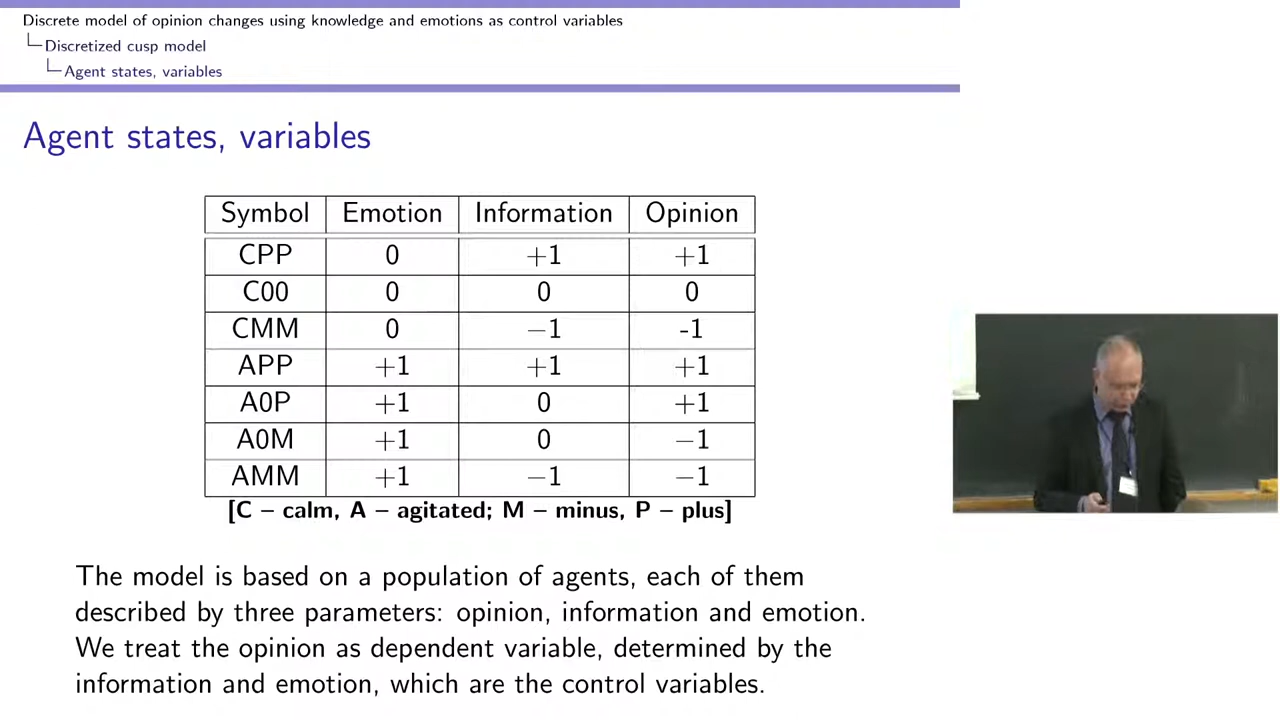 Discrete model of opinion changes using knowledge and emotions as control variables
Discretized cusp model
Agent states, variables
Agent states, variables
Symbol Emotion Information Opinion
CPP 0 +1 +1
C00 0 0 0
CMM 0 −1 -1
APP +1 +1 +1
A0P +1 0 +1
A0M +1 0 −1
AMM +1 −1 −1
[C – calm, A – agitated; M – minus, P – plus]
The model is based on a population of agents, each of them
described by three parameters: opinion, information and emotion.
We treat the opinion as dependent variable, determined by the
information and emotion, which are the control variables.